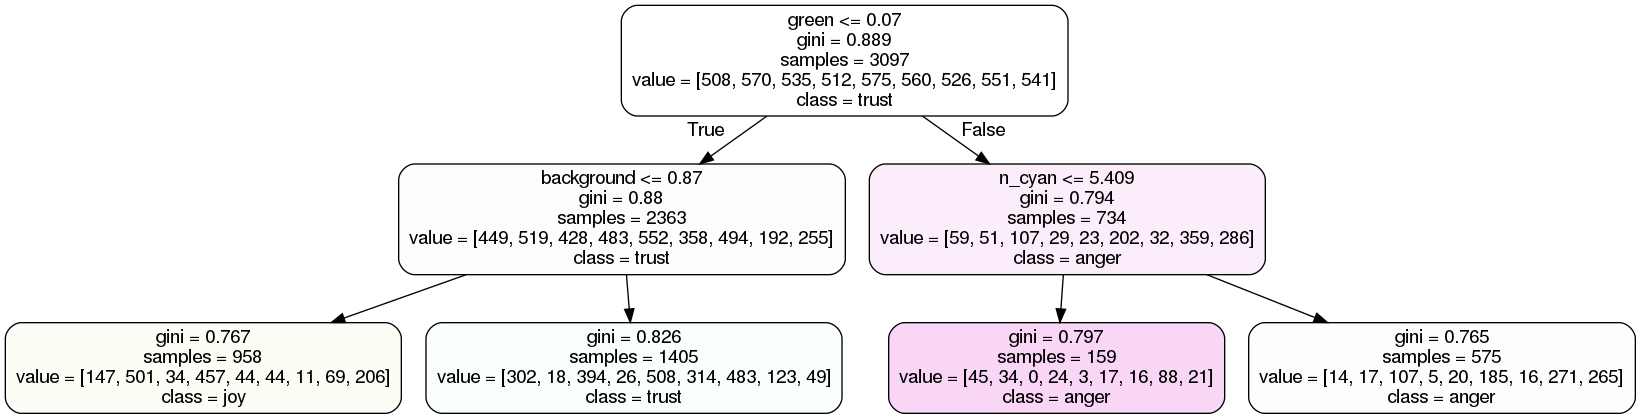 green <= 0.07
gini = 0.889
samples = 3097
value = [508, 570, 535, 512, 575, 560, 526, 551, 541]
class = trust
True
False
background <= 0.87
gini = 0.88
samples = 2363
value = [449, 519, 428, 483, 552, 358, 494, 192, 255]
class = trust
n_cyan <= 5.409
gini = 0.794
samples = 734
value = [59, 51, 107, 29, 23, 202, 32, 359, 286]
class = anger
gini = 0.767
samples = 958
value = [147, 501, 34, 457, 44, 44, 11, 69, 206]
class = joy
gini = 0.826
samples = 1405
value = [302, 18, 394, 26, 508, 314, 483, 123, 49]
class = trust
gini = 0.797
samples = 159
value = [45, 34, 0, 24, 3, 17, 16, 88, 21]
class = anger
gini = 0.765
samples = 575
value = [14, 17, 107, 5, 20, 185, 16, 271, 265]
class = anger